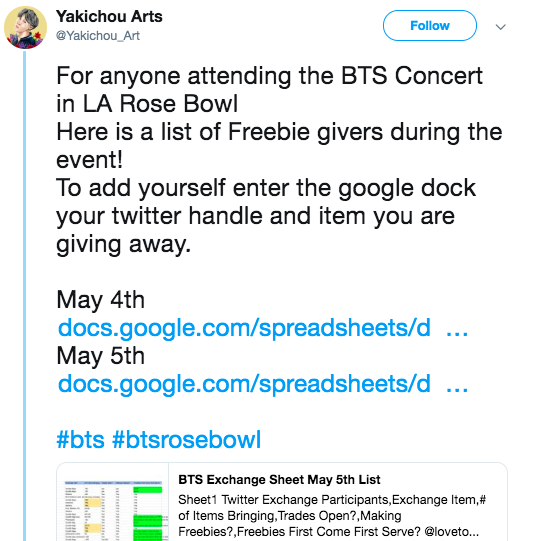 Yakichou Arts
@Yakichou_Art
Follow
For anyone attending the BTS Concert
in LA Rose Bowl
Here is a list of Freebie givers during the
event!
To add yourself enter the google dock
your twitter handle and item you are
giving away.
May 4th
docs.google.com/spreadsheets/d ...
May 5th
docs.google.com/spreadsheets/d ...
#bts #btsrosebowl
BTS Exchange Sheet May 5th List
Sheet1 Twitter Exchange Participants,Exchange Item,#
of Items Bringing,Trades Open?,Making
Freebies?,Freebies First Come First Serve? @loveto...